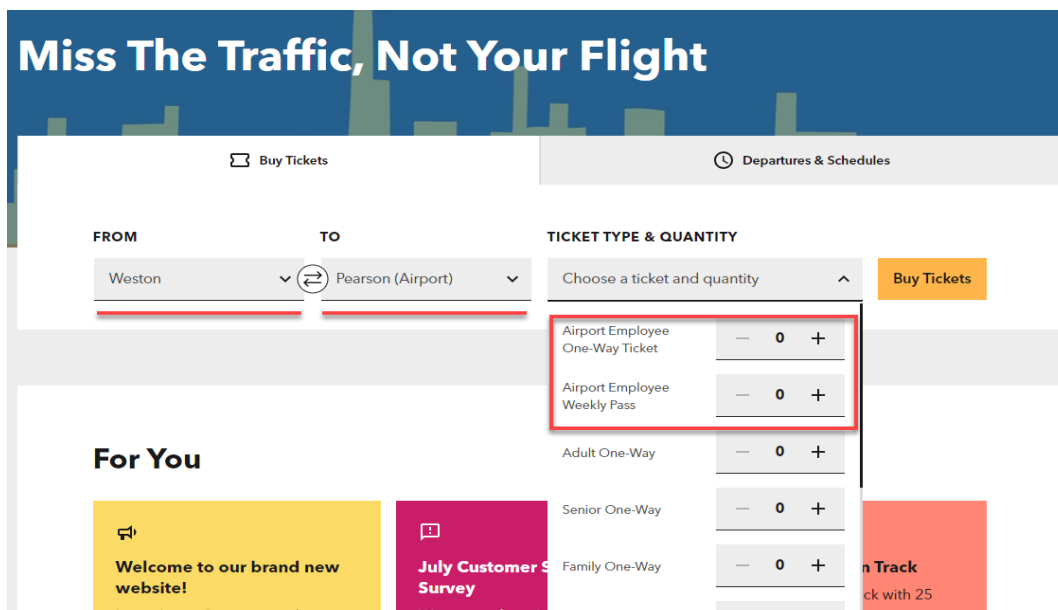 Miss The Traffic, Not Your Flight
Buy Tickets
Departures & Schedules
FROM
TO
TICKET TYPE & QUANTITY
Weston
Pearson (Airport)
Choose a ticket and quantity
Buy Tickets
Airport Employee
One-Way Ticket
0
Airport Employee
Weekly Pass
0
Adult One-Way
0
Senior One-Way
0
Family One-Way
0
For You
Welcome to our brand new
website!
July Customer S
Survey
n Track
ck with 25